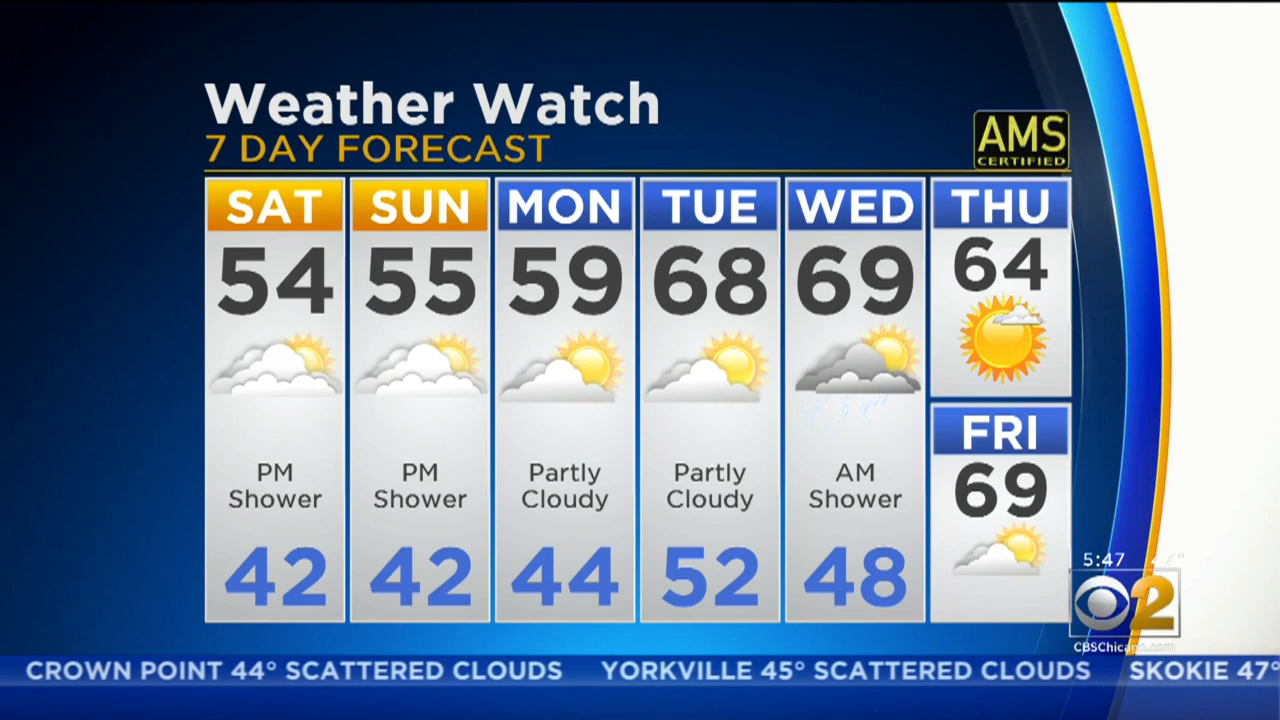 Weather Watch
7 DAY FORECAST
AMS
CERTIFIED
SAT
54
PM
Shower
42
SUN
55
PM
Shower
42
MON
59
Partly
Cloudy
44
TUE
68
Partly
Cloudy
52
WED
69
AM
Shower
48
THU
64
FRI
69
5:47
2
CBSChicago.com
CROWN POINT 44° SCATTERED CLOUDS YORKVILLE 45° SCATTERED CLOUDS SKOKIE 47°